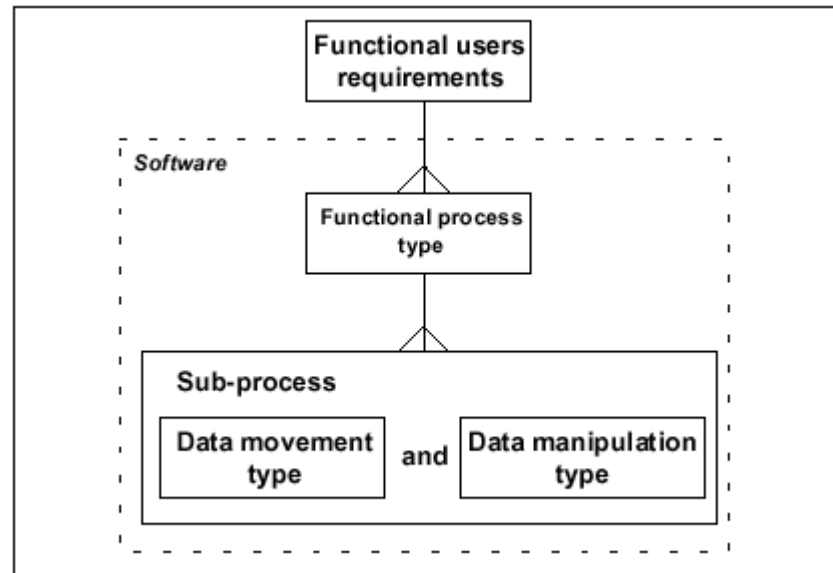 Functional users
requirements
Software
Functional process
type
Sub-process
Data movement
type
and
Data manipulation
type